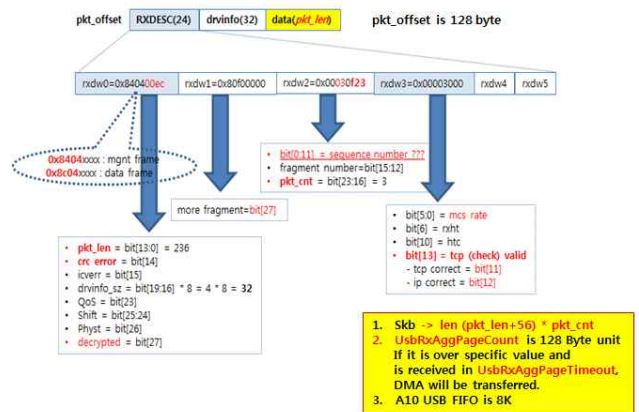 pkt_offset RXDESC(24) drvinfo(32) data(pkt_len) pkt_offset is 128 byte
rxdw0=0x840400ec rxdw1=0x80f00000 rxdw2=0x00030f23 rxdw3=0x00003000 rxdw4 rxdw5
0x8404xxxx : mgnt frame
0x8c04xxxx : data frame
more fragment=bit[27]
• bit[0:11] = sequence number ???
• fragment number=bit[15:12]
• pkt_cnt = bit[23:16] = 3
• pkt_len = bit[13:0] = 236
• crc error = bit[14]
• icverr = bit[15]
• drvinfo_sz = bit[19:16] * 8 = 4 * 8 = 32
• QoS = bit[23]
• Shift = bit[25:24]
• Physt = bit[26]
• decrypted = bit[27]
• bit[5:0] = mcs rate
• bit[6] = rxht
• bit[10] = htc
• bit[13] = tcp (check) valid
- tcp correct = bit[11]
- ip correct = bit[12]
1. Skb -> len (pkt_len+56) * pkt_cnt
2. UsbRxAggPageCount is 128 Byte unit
If it is over specific value and
is received in UsbRxAggPageTimeout,
DMA will be transferred.
3. A10 USB FIFO is 8K